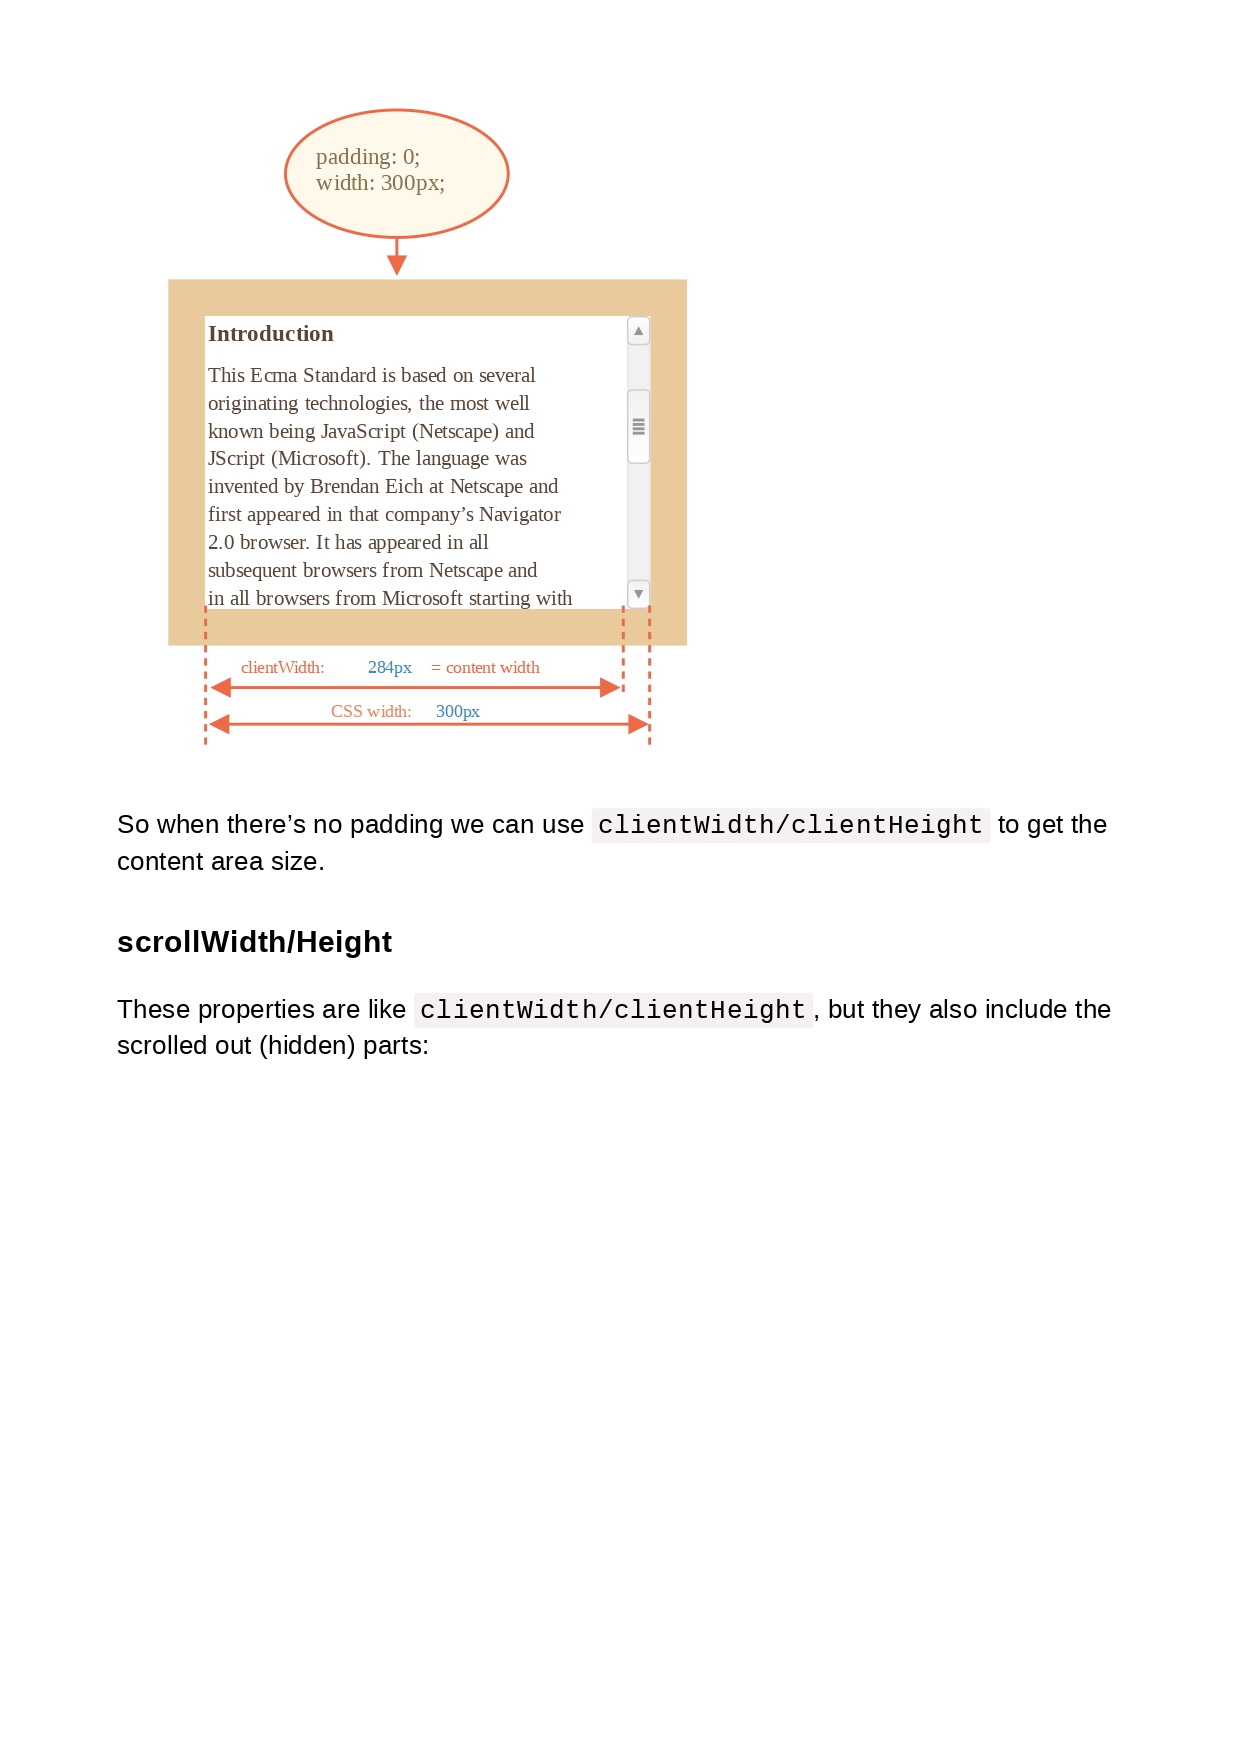 padding: 0;
width: 300px;
Introduction
This Ecma Standard is based on several
originating technologies, the most well
known being JavaScript (Netscape) and
JScript (Microsoft). The language was
invented by Brendan Eich at Netscape and
first appeared in that company’s Navigator
2.0 browser. It has appeared in all
subsequent browsers from Netscape and
in all browsers from Microsoft starting with
clientWidth: 284px = content width
CSS width: 300px
So when there’s no padding we can use clientWidth/clientHeight to get the
content area size.
scrollWidth/Height
These properties are like clientWidth/clientHeight, but they also include the
scrolled out (hidden) parts: